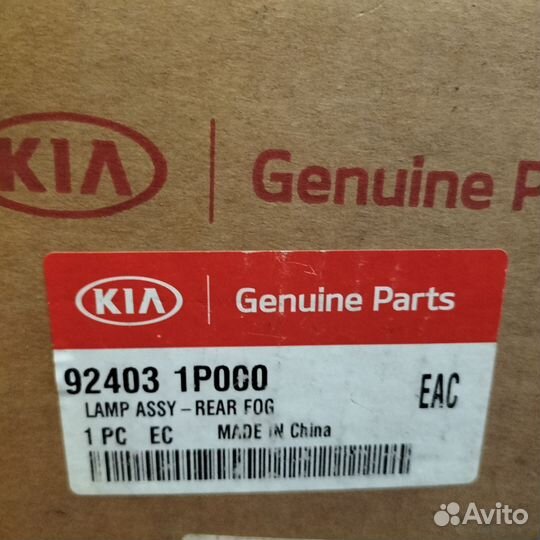 KIA | Genuine P
KIA | Genuine Parts
92403 1P000
LAMP ASSY-REAR FOG
EAC
1 PC EC MADE IN China
Avito